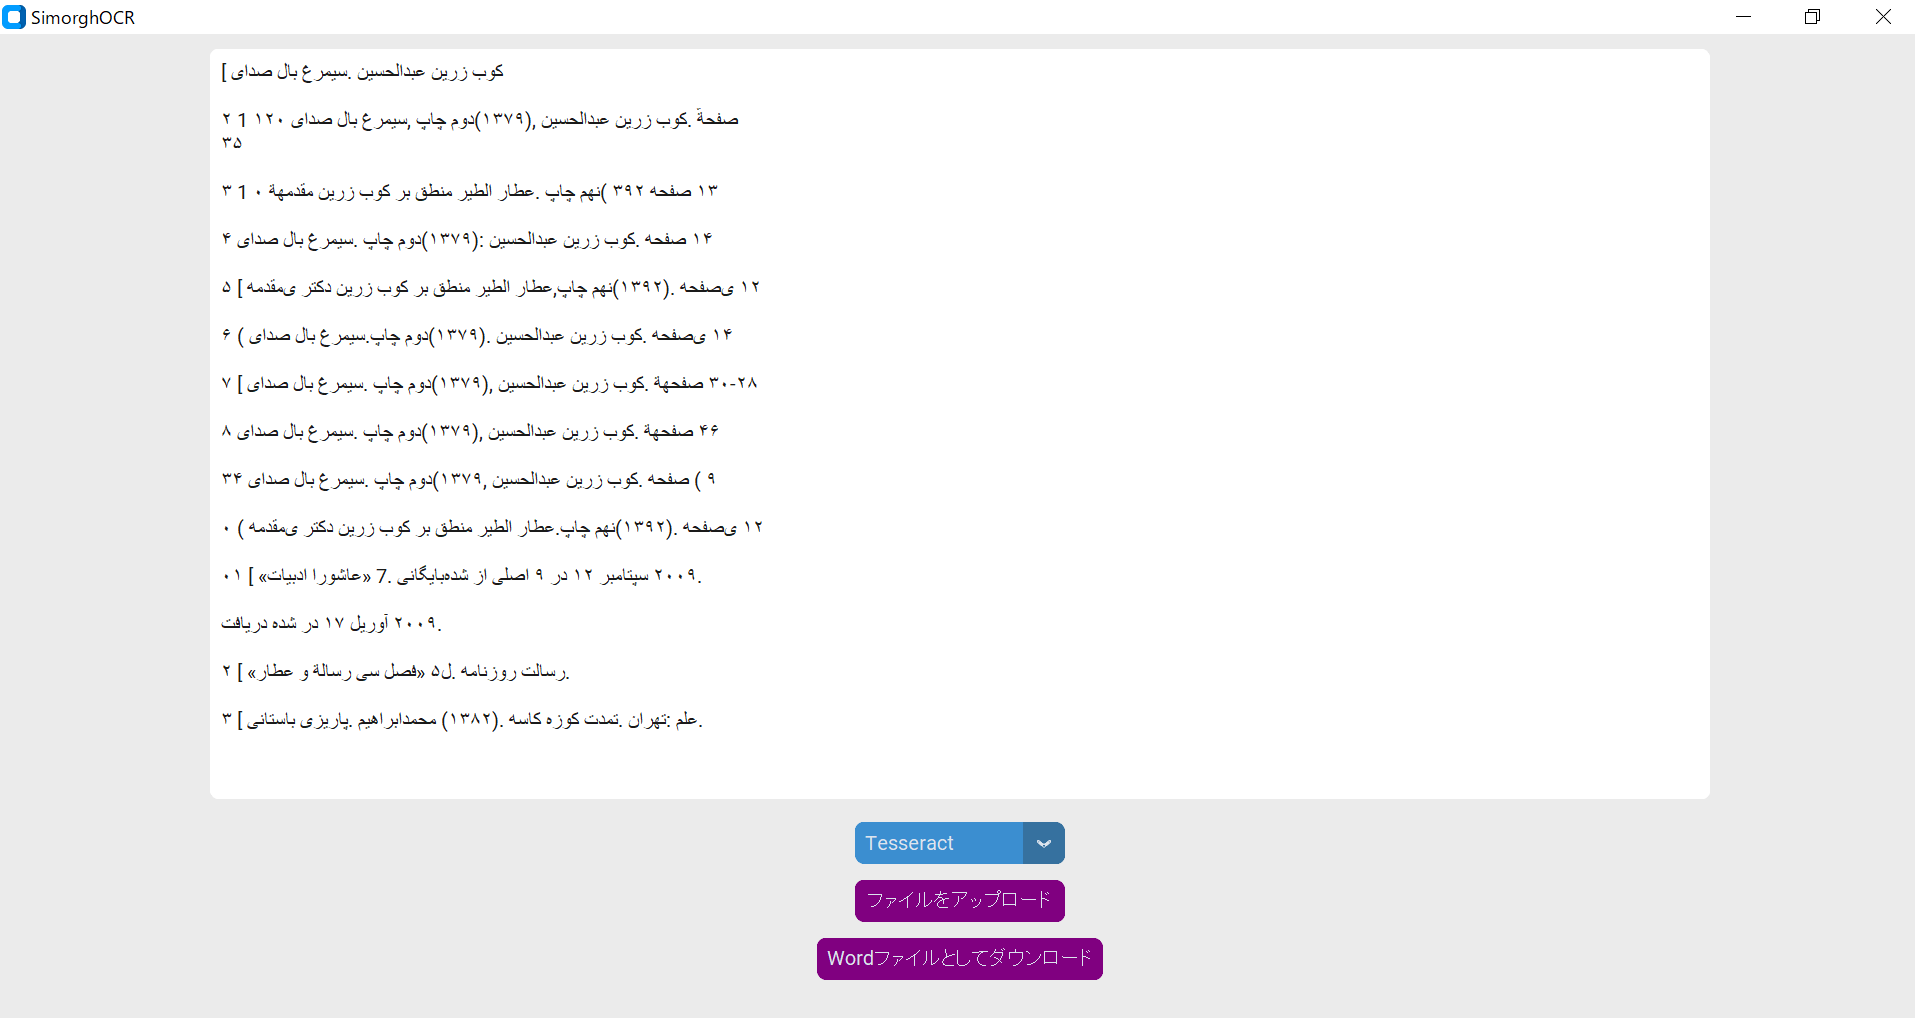 SimorghOCR
[ صدای بال سیمرغ. عبدالحسین زرین کوب
۲ 1 ۱۲۰ صدای بال سیمرغ, چاپ دوم(۱۳۷۹), عبدالحسین زرین کوب. صفحةٔ
۳۵
۳ 1 ۰ مقدمهة زرین کوب بر منطق الطیر عطار. چاپ نهم( ۳۹۲ صفحه ۱۳
۴ صدای بال سیمرغ. چاپ دوم(۱۳۷۹): عبدالحسین زرین کوب. صفحه ۱۴
۵ [ مقدمه‌ی دکتر زرین کوب بر منطق الطیر عطار,چاپ نهم(۱۳۹۲). صفحه‌ی ۱۲
۶ ( صدای بال سیمرغ.چاپ دوم(۱۳۷۹). عبدالحسین زرین کوب. صفحه‌ی ۱۴
۷ [ صدای بال سیمرغ. چاپ دوم(۱۳۷۹), عبدالحسین زرین کوب. صفحهة ۳۰-۲۸
۸ صدای بال سیمرغ. چاپ دوم(۱۳۷۹), عبدالحسین زرین کوب. صفحهة ۴۶
۳۴ صدای بال سیمرغ. چاپ دوم(۱۳۷۹, عبدالحسین زرین کوب. صفحه ( ۹
۰ ( مقدمه‌ی دکتر زرین کوب بر منطق الطیر عطار.چاپ نهم(۱۳۹۲). صفحه‌ی ۱۲
۰۱ [ «ادبیات عاشورا» 7. بایگانی‌شده از اصلی ۹ در ۱۲ سپتامبر ۲۰۰۹.
دریافت شده در ۱۷ آوریل ۲۰۰۹.
۲ [ «عطار و رسالة سی فصل» ۵ل. روزنامه رسالت.
۳ [ باستانی پاریزی. محمدابراهیم (۱۳۸۲). کاسه کوزه تمدت. تهران: علم.
Tesseract
ファイルをアップロード
Wordファイルとしてダウンロード